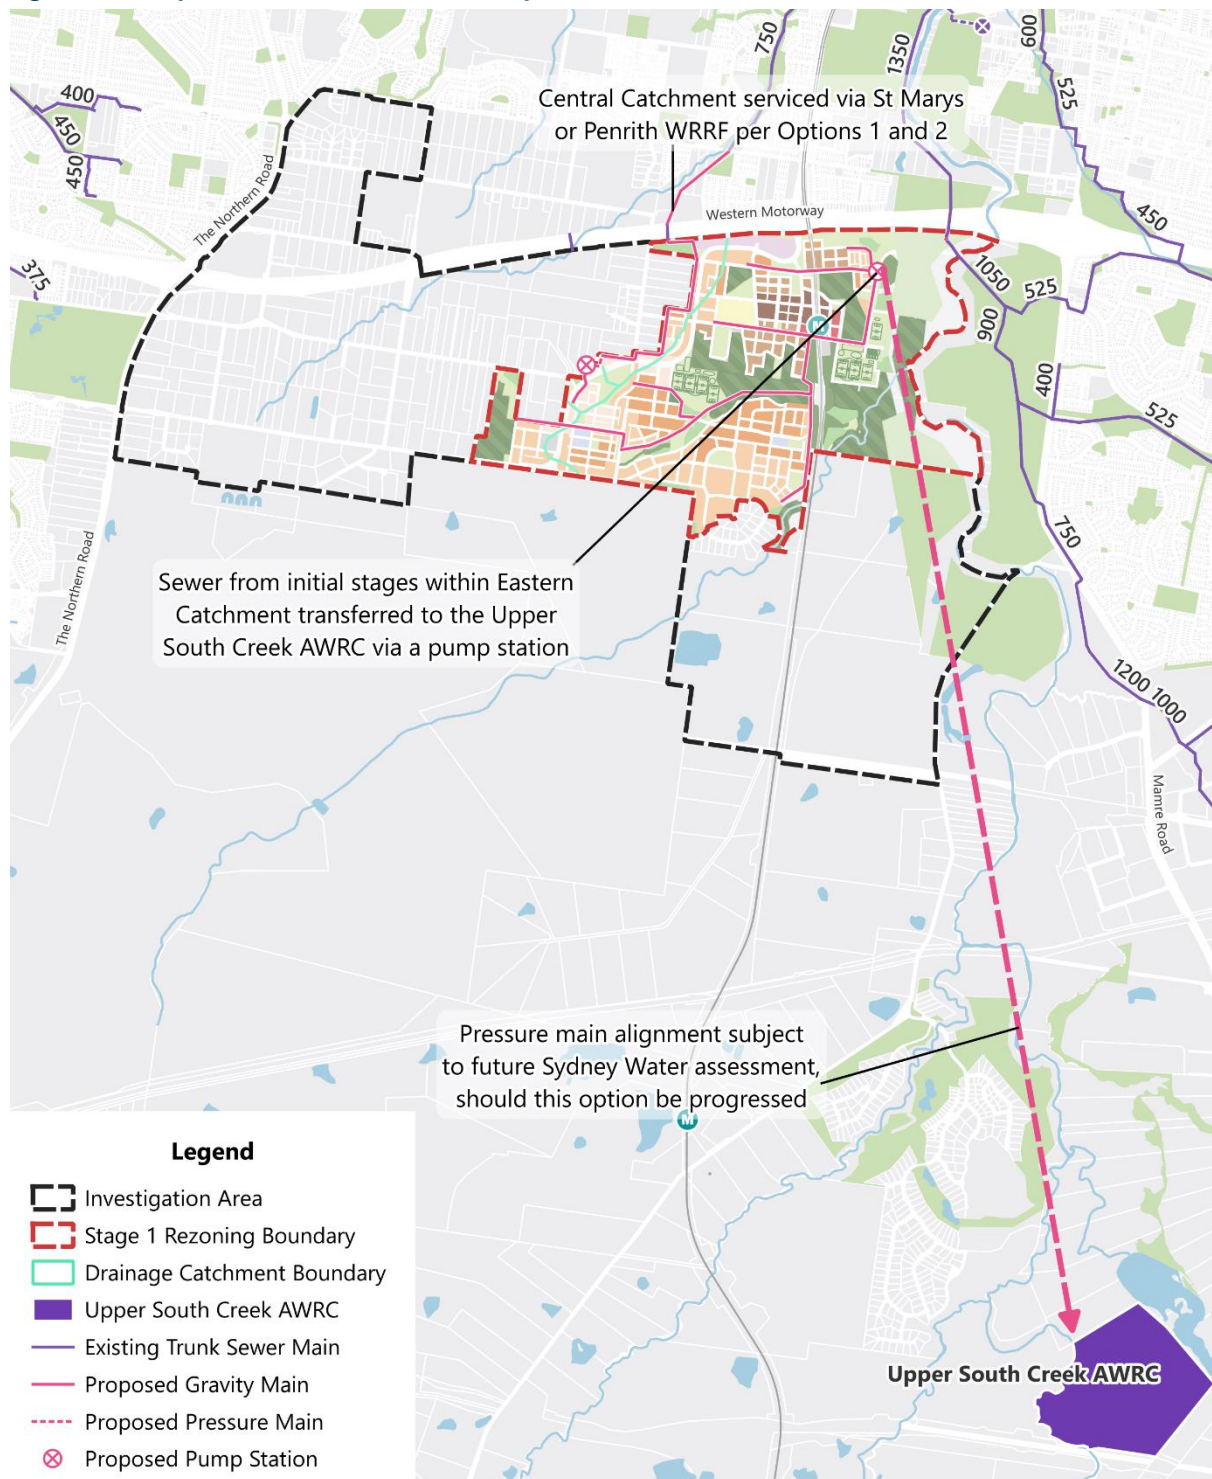 750
1350
600
525
400
450
450
Central Catchment serviced via St Marys
or Penrith WRRF per Options 1 and 2
The Northern Road
Western Motorway
450
375
1050
525
900
400
525
M
750
The Northern Road
Sewer from initial stages within Eastern
Catchment transferred to the Upper
South Creek AWRC via a pump station
1200
1000
Mamre Road
Pressure main alignment subject
to future Sydney Water assessment,
should this option be progressed
M
Legend
Investigation Area
Stage 1 Rezoning Boundary
Drainage Catchment Boundary
Upper South Creek AWRC
Existing Trunk Sewer Main
Proposed Gravity Main
Proposed Pressure Main
Proposed Pump Station
Upper South Creek AWRC